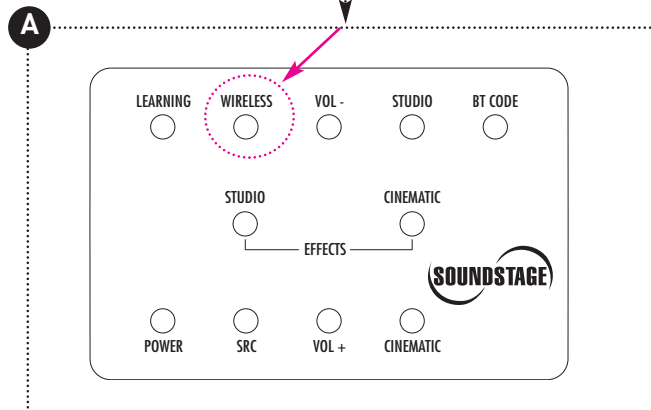 A
LEARNING WIRELESS VOL - STUDIO BT CODE
STUDIO CINEMATIC
EFFECTS
SOUNDSTAGE
POWER SRC VOL + CINEMATIC